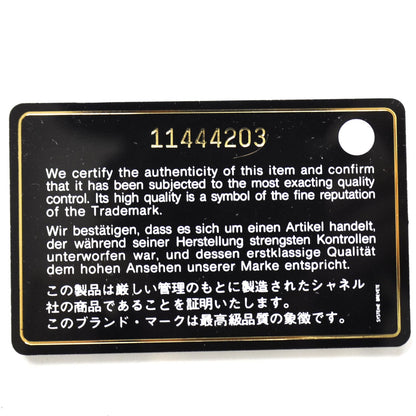 11444203
We certify the authenticity of this item and confirm
that it has been subjected to the most exacting quality
control. Its high quality is a symbol of the fine reputation
of the Trademark.
Wir bestätigen, dass es sich um einen Artikel handelt,
der während seiner Herstellung strengsten Kontrollen
unterworfen war, und dessen erstklassige Qualität
dem hohen Ansehen unserer Marke entspricht.
この製品は厳しい管理のもとに製造されたシャネル
社の商品であることを証明いたします。
このブランド・マークは最高級品質の象徴です。